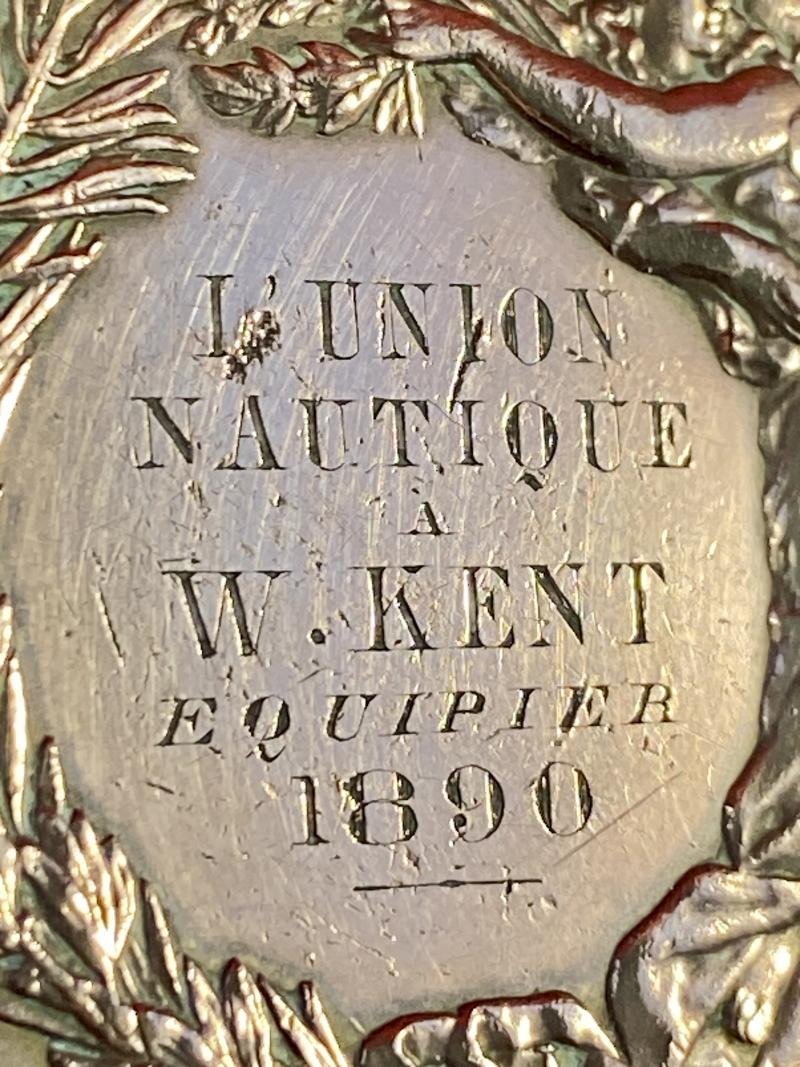 L'UNION
NAUTIQUE
À
W. KENT
EQUIPIER
1890